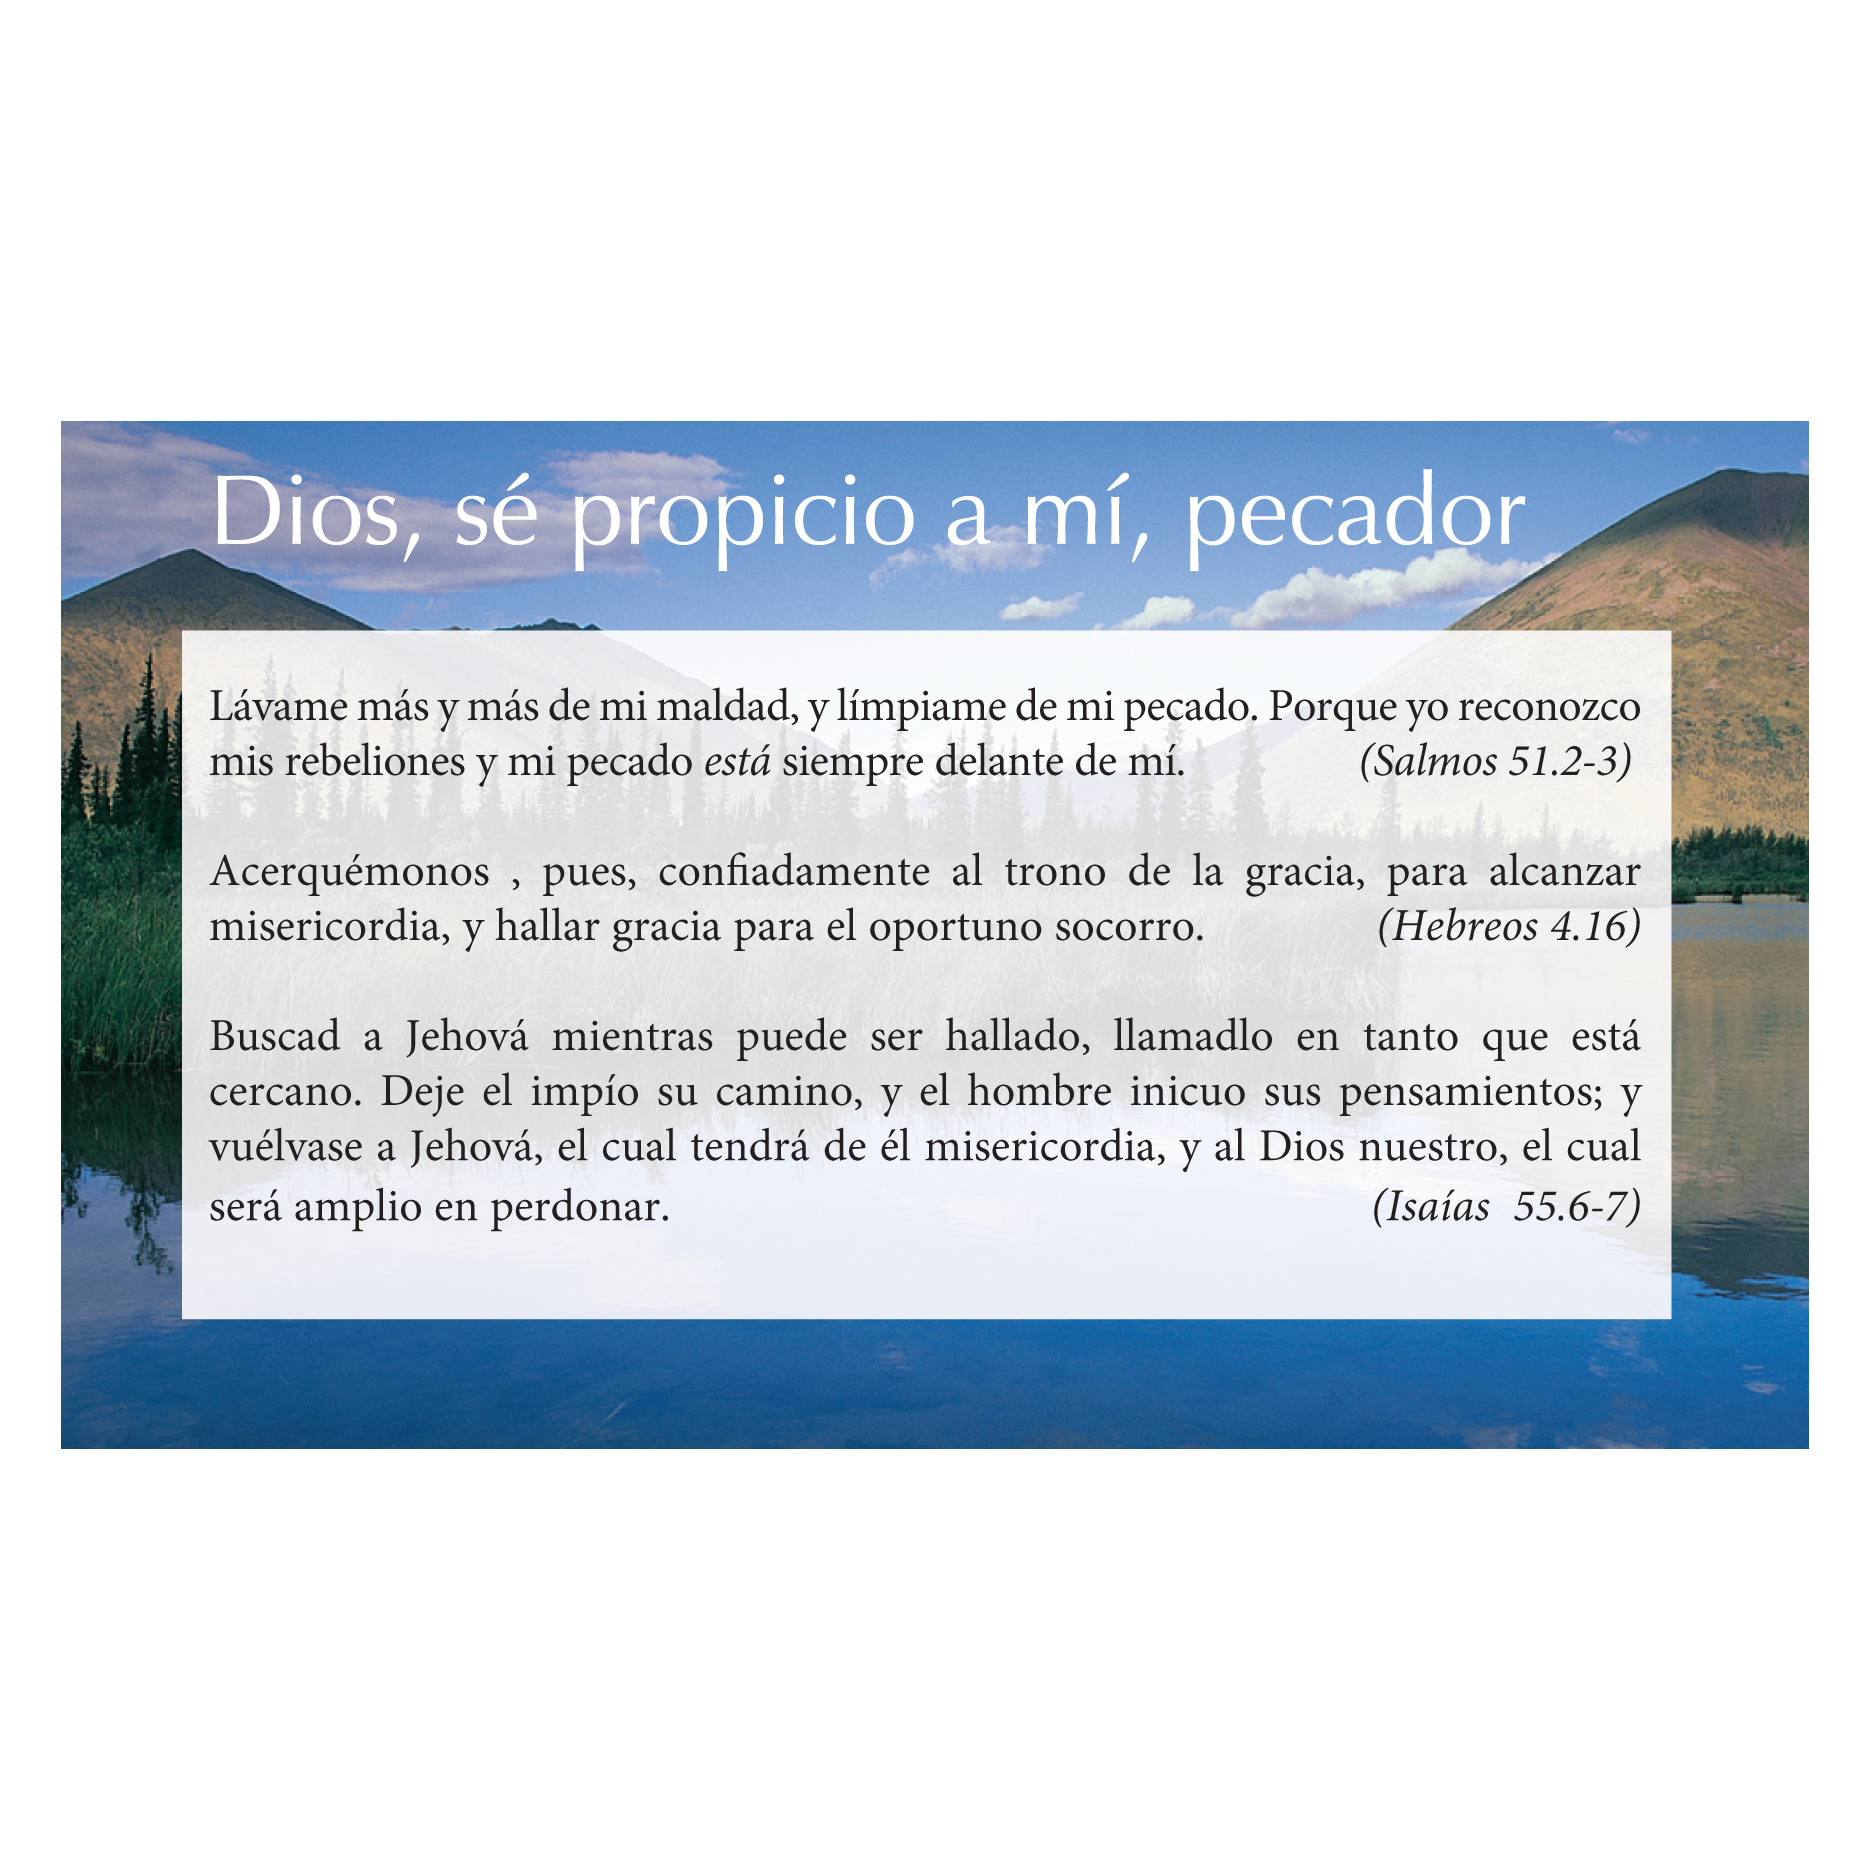 Dios, sé propicio a mí, pecador
Lávame más y más de mi maldad, y límpiame de mi pecado. Porque yo reconozco
mis rebeliones y mi pecado está siempre delante de mí. (Salmos 51.2-3)
Acerquémonos , pues, confiadamente al trono de la gracia, para alcanzar
misericordia, y hallar gracia para el oportuno socorro. (Hebreos 4.16)
Buscad a Jehová mientras puede ser hallado, llamadlo en tanto que está
cercano. Deje el impío su camino, y el hombre inicuo sus pensamientos; y
vuélvase a Jehová, el cual tendrá de él misericordia, y al Dios nuestro, el cual
será amplio en perdonar. (Isaías 55.6-7)